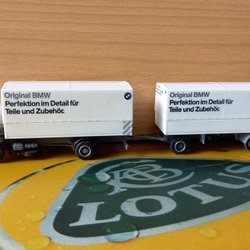 Original BMW
Perfektion im Detail für
Teile und Zubehör.
Original BMW
Perfektion im Detail für
Teile und Zubehör.
LOTUS